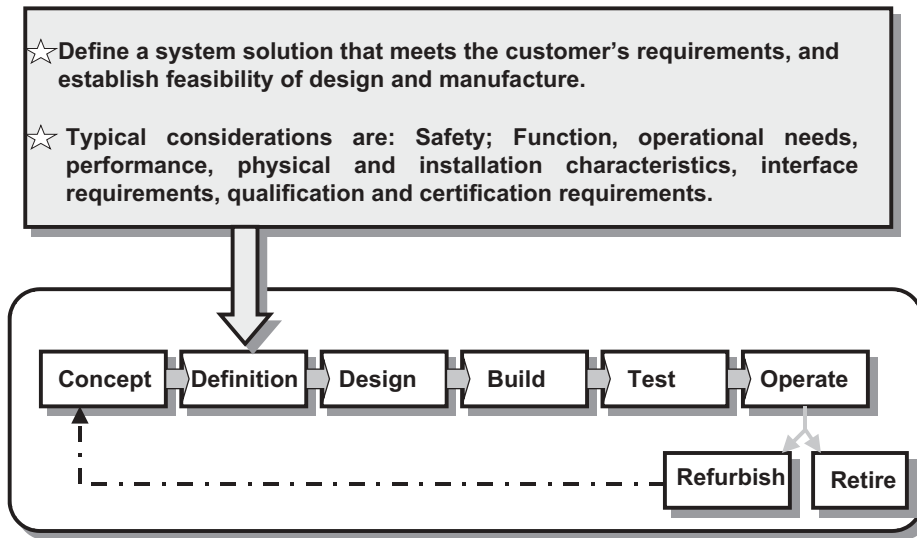 Define a system solution that meets the customer’s requirements, and
establish feasibility of design and manufacture.
Typical considerations are: Safety; Function, operational needs,
performance, physical and installation characteristics, interface
requirements, qualification and certification requirements.
Concept Definition Design Build Test Operate
Refurbish Retire